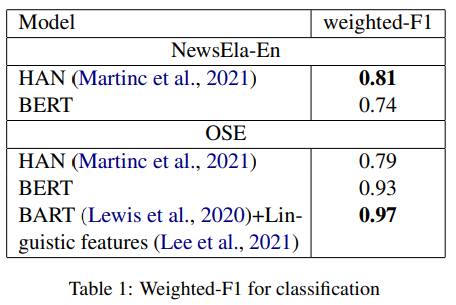 Model weighted-F1
NewsEla-En
HAN (Martinc et al., 2021) 0.81
BERT 0.74
OSE
HAN (Martinc et al., 2021) 0.79
BERT 0.93
BART (Lewis et al., 2020)+Lin- 0.97
guistic features (Lee et al., 2021)
Table 1: Weighted-F1 for classification